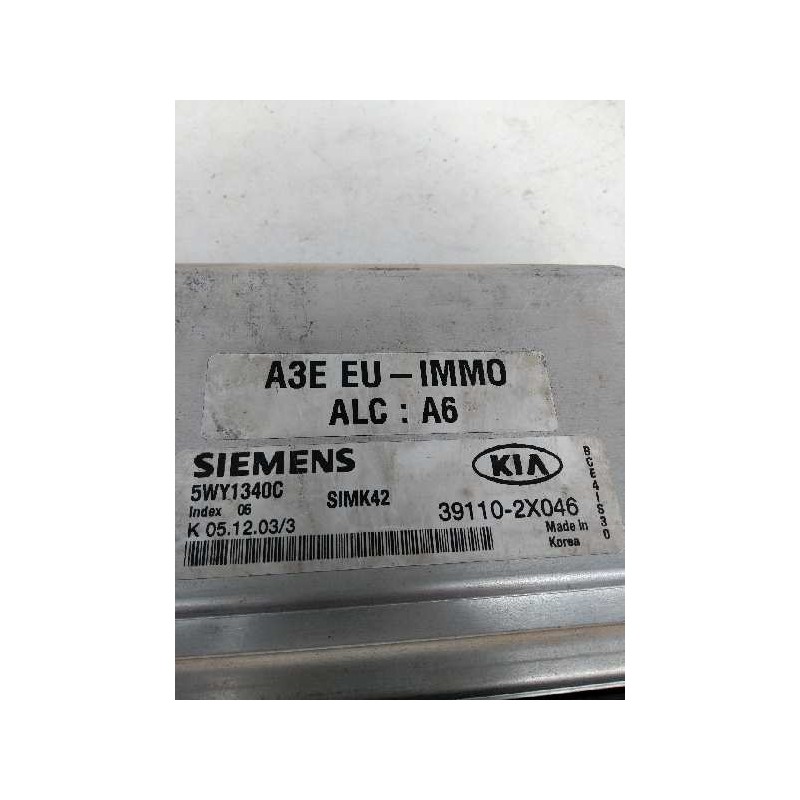 A3E EU – IMMO
ALC : A6
SIEMENS
KIA
5WY1340C
SIMK42
39110-2X046
Index 06
Made in
Korea
K 05.12.03/3
BCE41S30